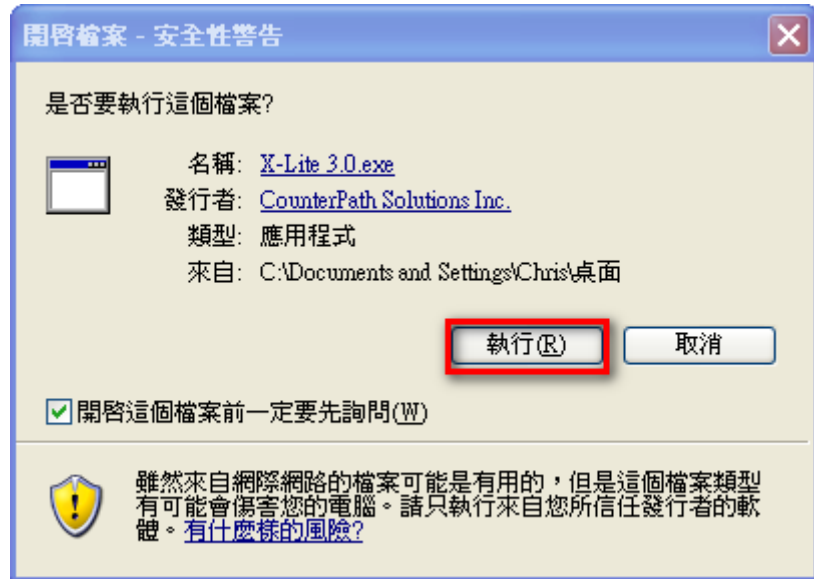 開啓檔案 - 安全性警告
是否要執行這個檔案?
名稱: X-Lite 3.0.exe
發行者: CounterPath Solutions Inc.
類型: 應用程式
來自: C:\Documents and Settings\Chris\桌面
執行(R) 取消
開啓這個檔案前一定要先詢問(W)
雖然來自網際網路的檔案可能是有用的，但是這個檔案類型
有可能會傷害您的電腦。請只執行來自您所信任發行者的軟
體。有什麼樣的風險?